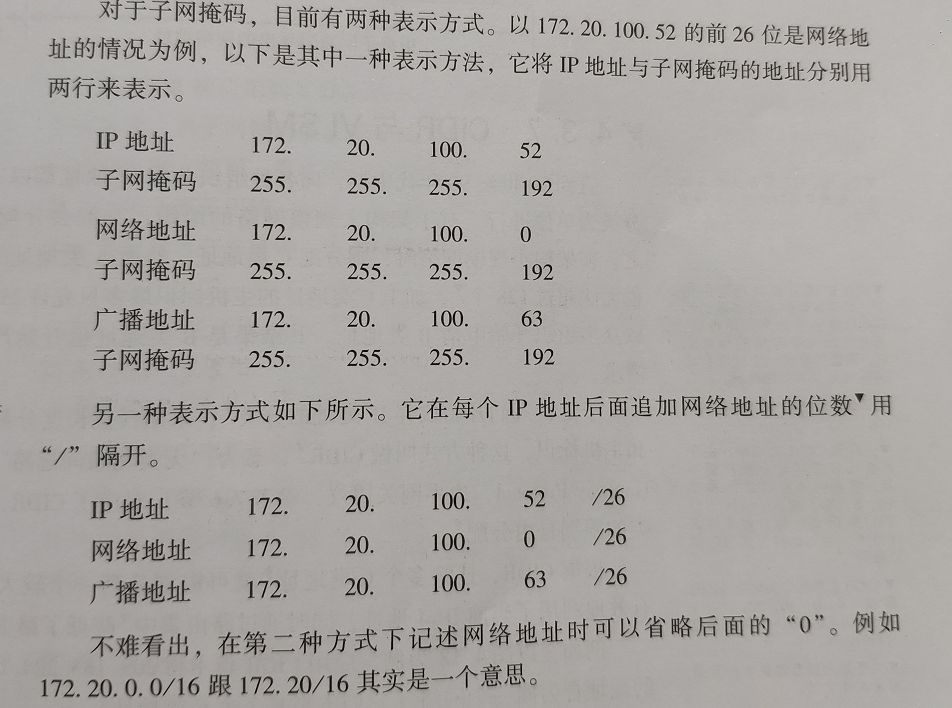 对于子网掩码，目前有两种表示方式。以 172.20.100.52 的前 26 位是网络地
址的情况为例，以下是其中一种表示方法，它将 IP 地址与子网掩码的地址分别用
两行来表示。
IP 地址 172. 20. 100. 52
子网掩码 255. 255. 255. 192
网络地址 172. 20. 100. 0
子网掩码 255. 255. 255. 192
广播地址 172. 20. 100. 63
子网掩码 255. 255. 255. 192
另一种表示方式如下所示。它在每个 IP 地址后面追加网络地址的位数▼用
“/”隔开。
IP 地址 172. 20. 100. 52 /26
网络地址 172. 20. 100. 0 /26
广播地址 172. 20. 100. 63 /26
不难看出，在第二种方式下记述网络地址时可以省略后面的“0”。例如
172.20.0.0/16 跟 172.20/16 其实是一个意思。